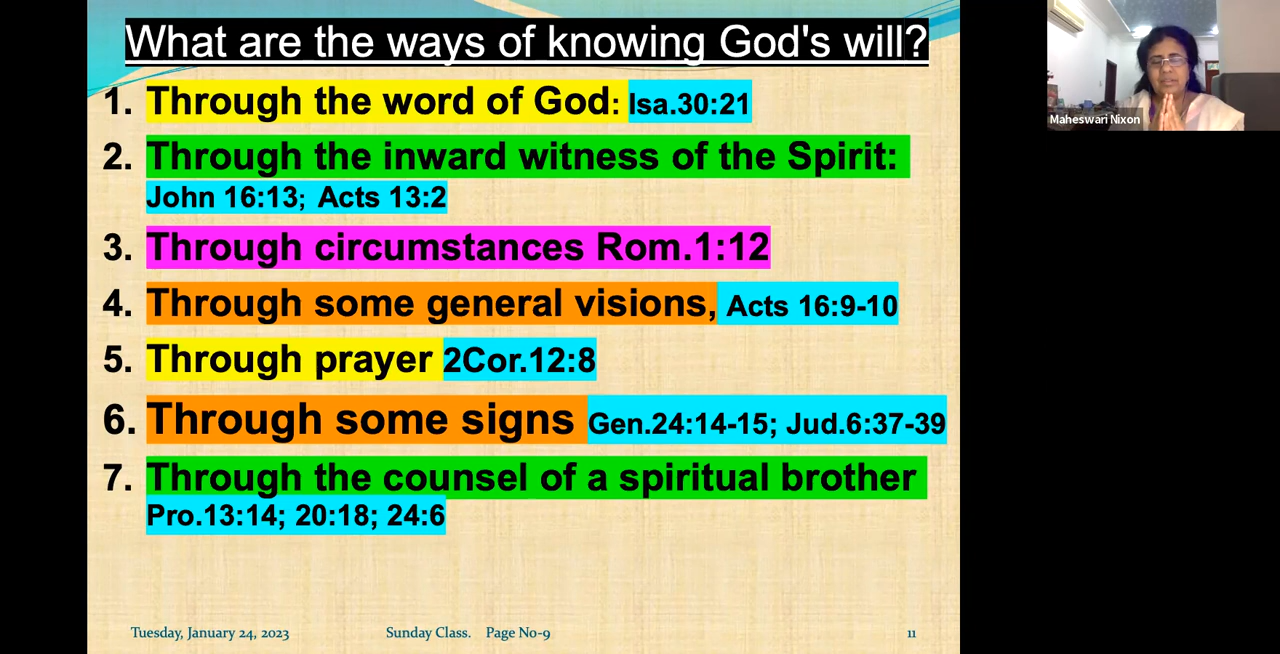 What are the ways of knowing God's will?
1. Through the word of God: Isa.30:21
2. Through the inward witness of the Spirit:
John 16:13; Acts 13:2
3. Through circumstances Rom.1:12
4. Through some general visions, Acts 16:9-10
5. Through prayer 2Cor.12:8
6. Through some signs Gen.24:14-15; Jud.6:37-39
7. Through the counsel of a spiritual brother
Pro.13:14; 20:18; 24:6
Tuesday, January 24, 2023 Sunday Class. Page No-9 11
Maheswari Nixon